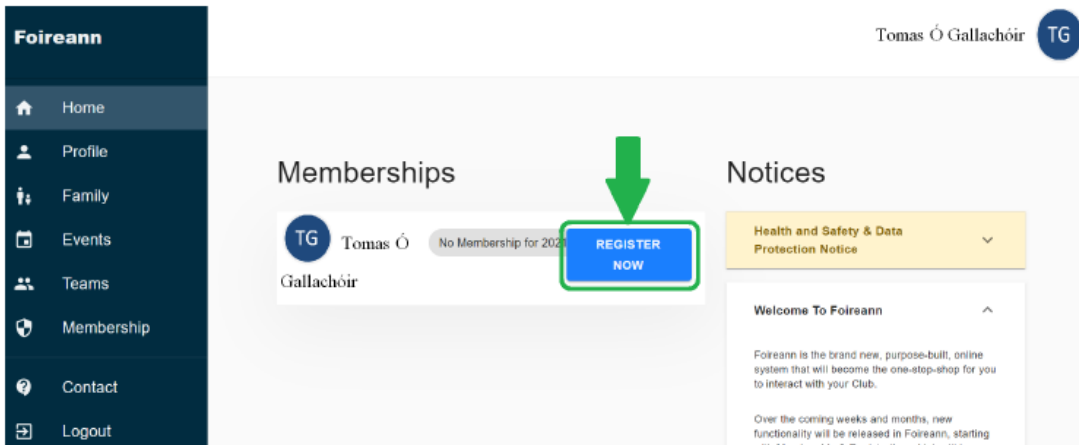 Foireann
Tomas Ó Gallachóir
TG
Home
Profile
Family
Events
Teams
Membership
Contact
Logout
Memberships
TG
Tomas Ó
Gallachóir
No Membership for 202
REGISTER
NOW
Notices
Health and Safety & Data
Protection Notice
Welcome To Foireann
Foireann is the brand new, purpose-built, online
system that will become the one-stop-shop for you
to interact with your Club.
Over the coming weeks and months, new
functionality will be released in Foireann, starting